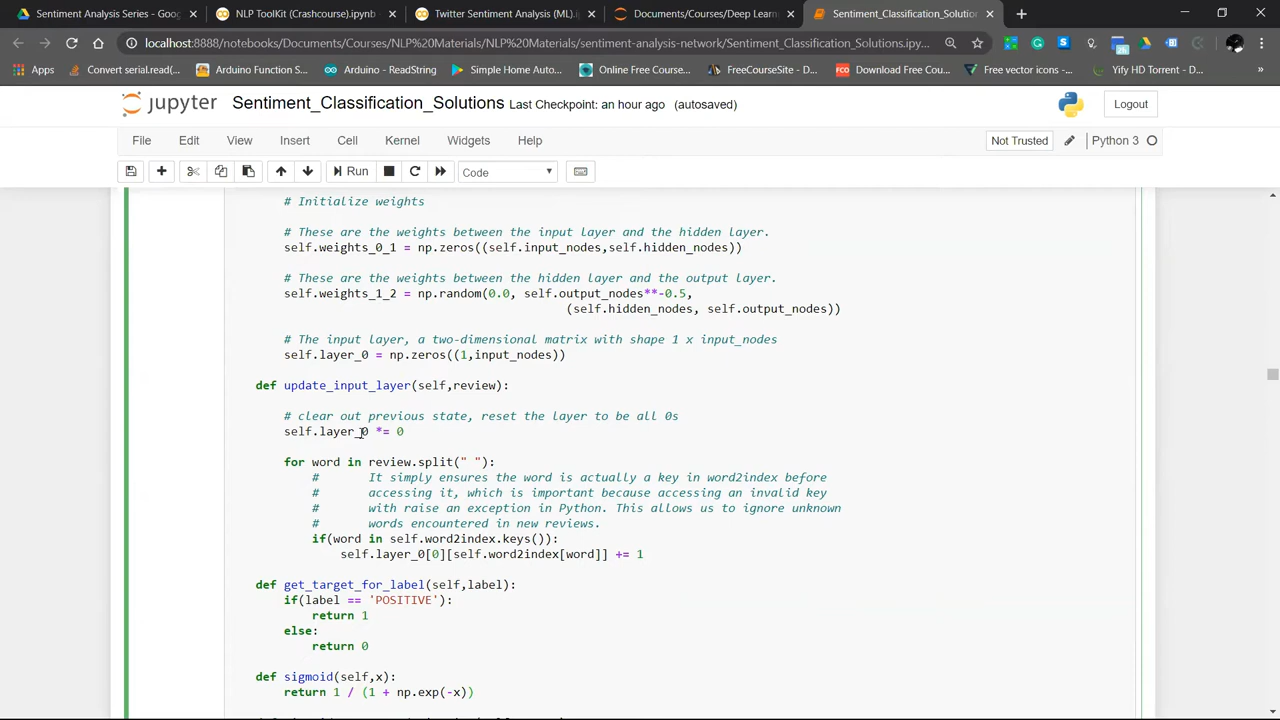 Sentiment Analysis Series - Goog
NLP ToolKit (Crashcourse).ipynb
Twitter Sentiment Analysis (ML).i
Documents/Courses/Deep Learn
Sentiment_Classification_Solution
localhost:8888/notebooks/Documents/Courses/NLP%20Materials/NLP%20Materials/sentiment-analysis-network/Sentiment_Classification_Solutions.ipy...
Apps
Convert serial.read(...
Arduino Function S...
Arduino - ReadString
Simple Home Auto...
Online Free Course...
FreeCourseSite - D...
FCO
Download Free Cou...
Free vector icons -...
Yify HD Torrent - D...
jupyter
Sentiment_Classification_Solutions Last Checkpoint: an hour ago (autosaved)
Logout
File Edit View Insert Cell Kernel Widgets Help
Not Trusted
Python 3
Run
Code
# Initialize weights
# These are the weights between the input layer and the hidden layer.
self.weights_0_1 = np.zeros((self.input_nodes,self.hidden_nodes))
# These are the weights between the hidden layer and the output layer.
self.weights_1_2 = np.random(0.0, self.output_nodes**-0.5,
(self.hidden_nodes, self.output_nodes))
# The input layer, a two-dimensional matrix with shape 1 x input_nodes
self.layer_0 = np.zeros((1,input_nodes))
def update_input_layer(self,review):
# clear out previous state, reset the layer to be all 0s
self.layer_0 *= 0
for word in review.split(" "):
# It simply ensures the word is actually a key in word2index before
# accessing it, which is important because accessing an invalid key
# with raise an exception in Python. This allows us to ignore unknown
# words encountered in new reviews.
if(word in self.word2index.keys()):
self.layer_0[0][self.word2index[word]] += 1
def get_target_for_label(self,label):
if(label == 'POSITIVE'):
return 1
else:
return 0
def sigmoid(self,x):
return 1 / (1 + np.exp(-x))